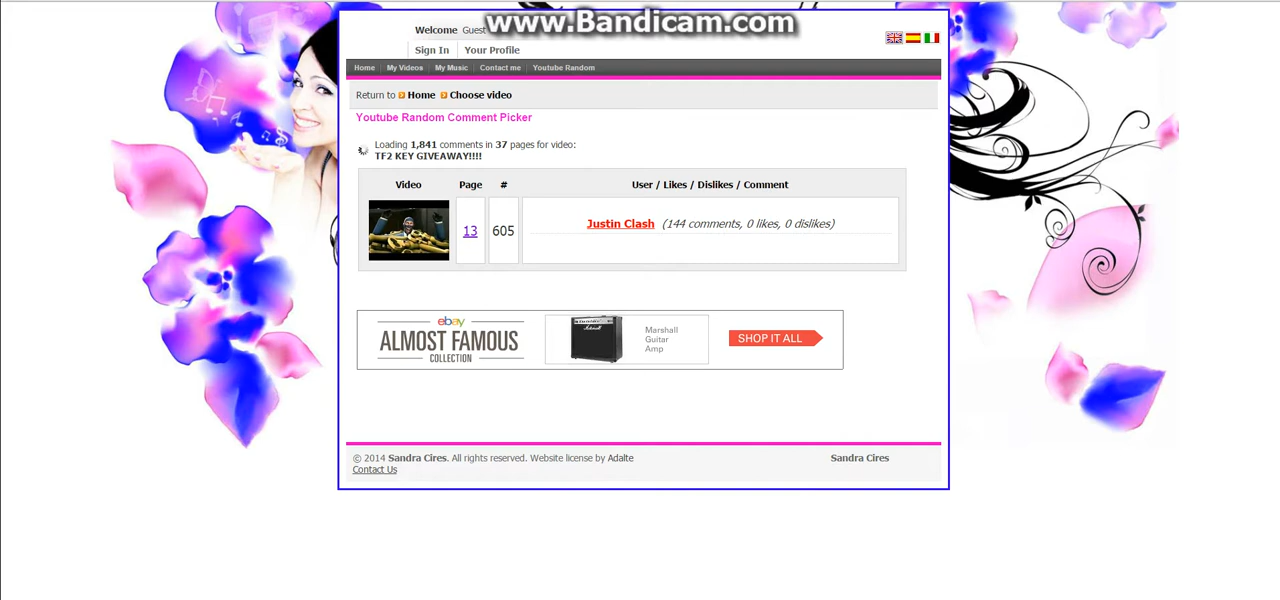 www.Bandicam.com
Welcome Guest
Sign In Your Profile
Home My Videos My Music Contact me Youtube Random
Return to Home Choose video
Youtube Random Comment Picker
Loading 1,841 comments in 37 pages for video:
TF2 KEY GIVEAWAY!!!!
Video Page # User / Likes / Dislikes / Comment
13 605 Justin Clash (144 comments, 0 likes, 0 dislikes)
ebay
ALMOST FAMOUS
COLLECTION
Marshall
Guitar
Amp
SHOP IT ALL
© 2014 Sandra Cires. All rights reserved. Website license by Adalte Sandra Cires
Contact Us